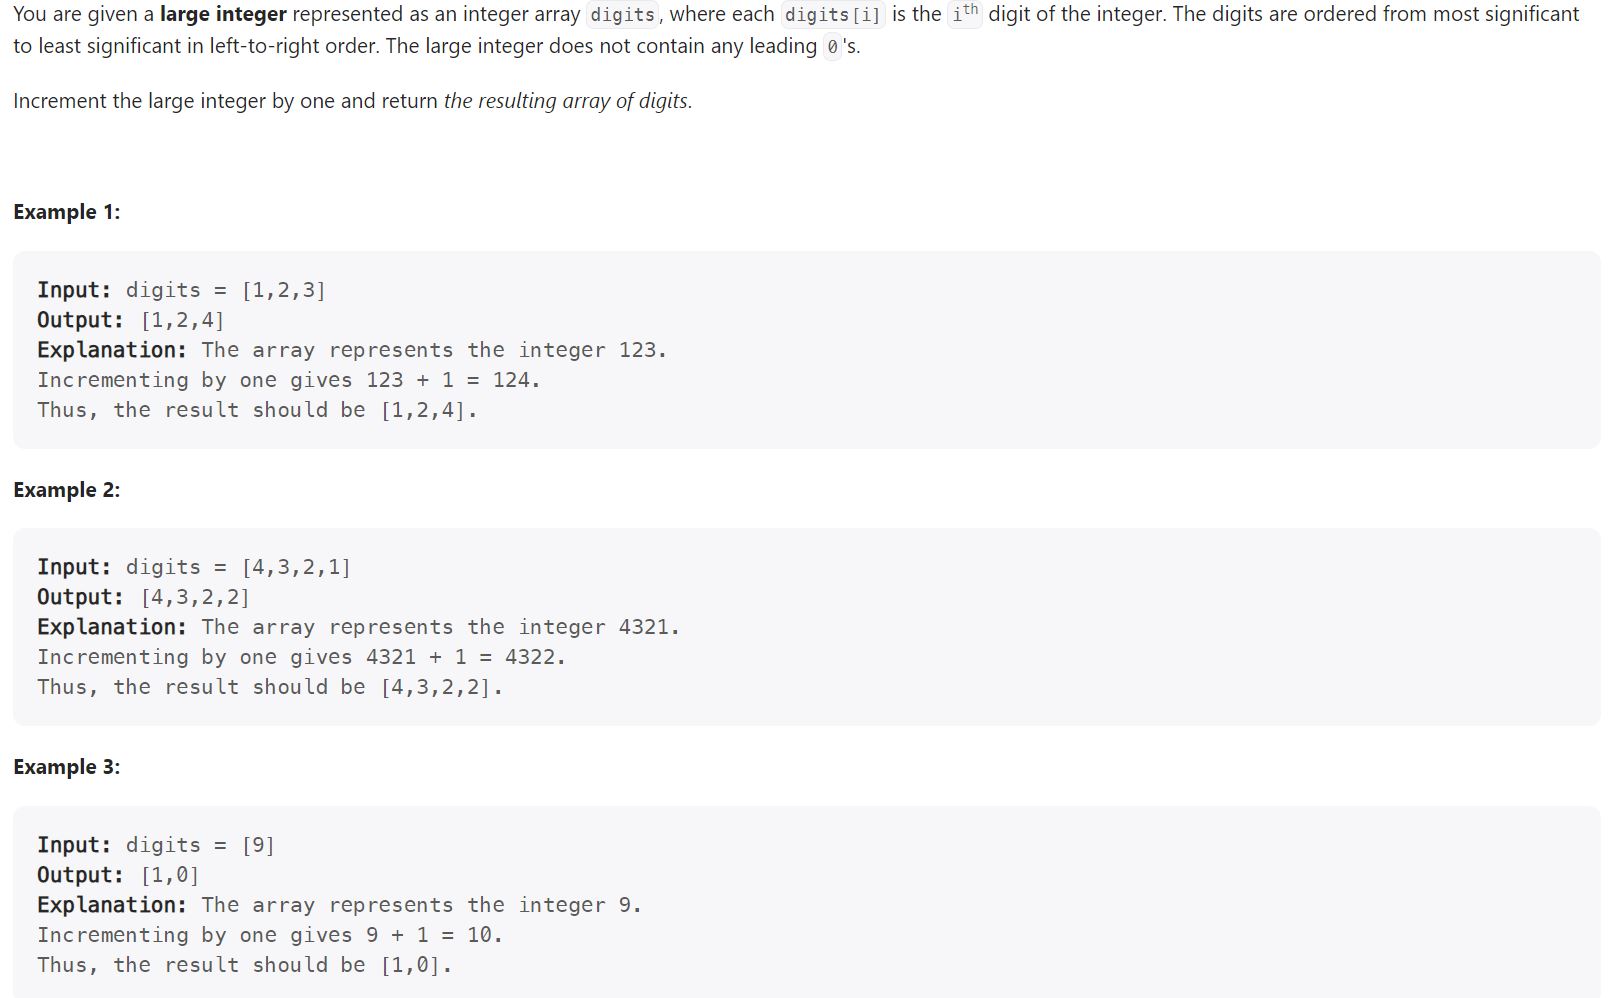 You are given a large integer represented as an integer array digits, where each digits[i] is the ith digit of the integer. The digits are ordered from most significant
to least significant in left-to-right order. The large integer does not contain any leading 0's.
Increment the large integer by one and return the resulting array of digits.
Example 1:
Input: digits = [1,2,3]
Output: [1,2,4]
Explanation: The array represents the integer 123.
Incrementing by one gives 123 + 1 = 124.
Thus, the result should be [1,2,4].
Example 2:
Input: digits = [4,3,2,1]
Output: [4,3,2,2]
Explanation: The array represents the integer 4321.
Incrementing by one gives 4321 + 1 = 4322.
Thus, the result should be [4,3,2,2].
Example 3:
Input: digits = [9]
Output: [1,0]
Explanation: The array represents the integer 9.
Incrementing by one gives 9 + 1 = 10.
Thus, the result should be [1,0].